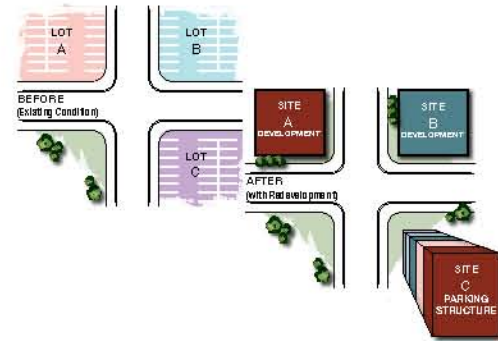 LOT
A
LOT
B
BEFORE
(Existing Condition)
LOT
C
SITE
A
DEVELOPMENT
SITE
B
DEVELOPMENT
AFTER
(with Redevelopment)
SITE
C
PARKING
STRUCTURE